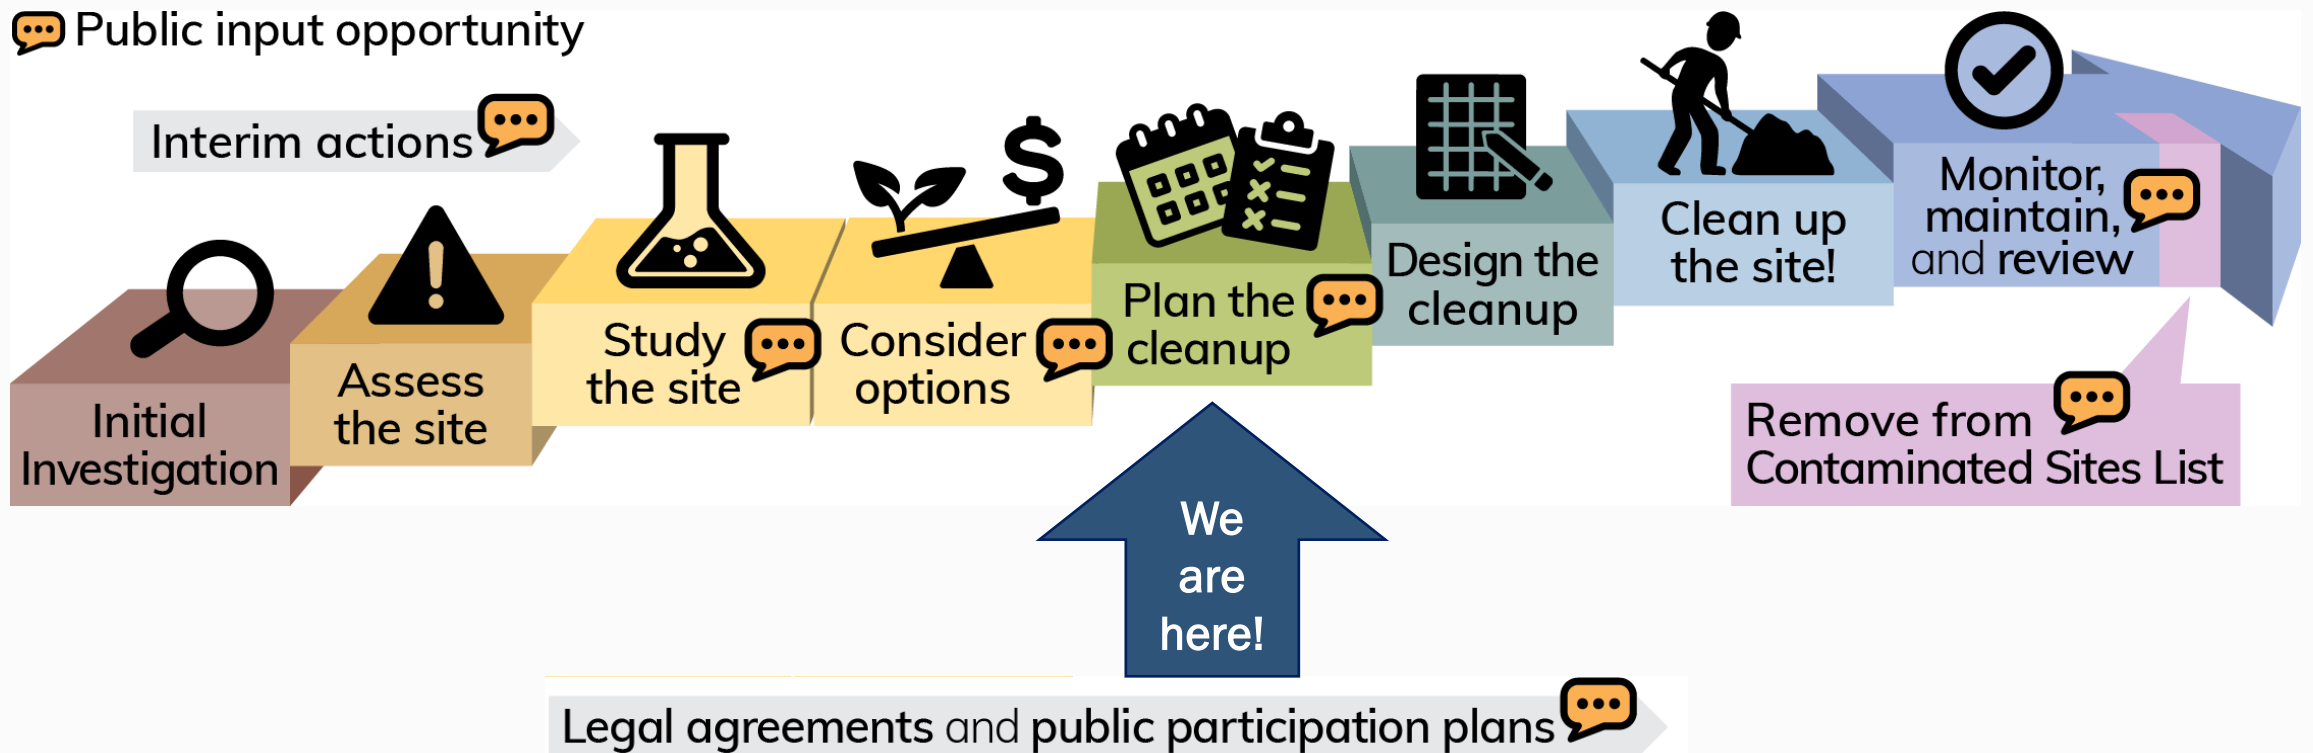 Public input opportunity
Interim actions
Initial
Investigation
Assess
the site
Study
the site
Consider
options
Plan the
cleanup
Design the
cleanup
Clean up
the site!
Monitor,
maintain,
and review
Remove from
Contaminated Sites List
We
are
here!
Legal agreements and public participation plans